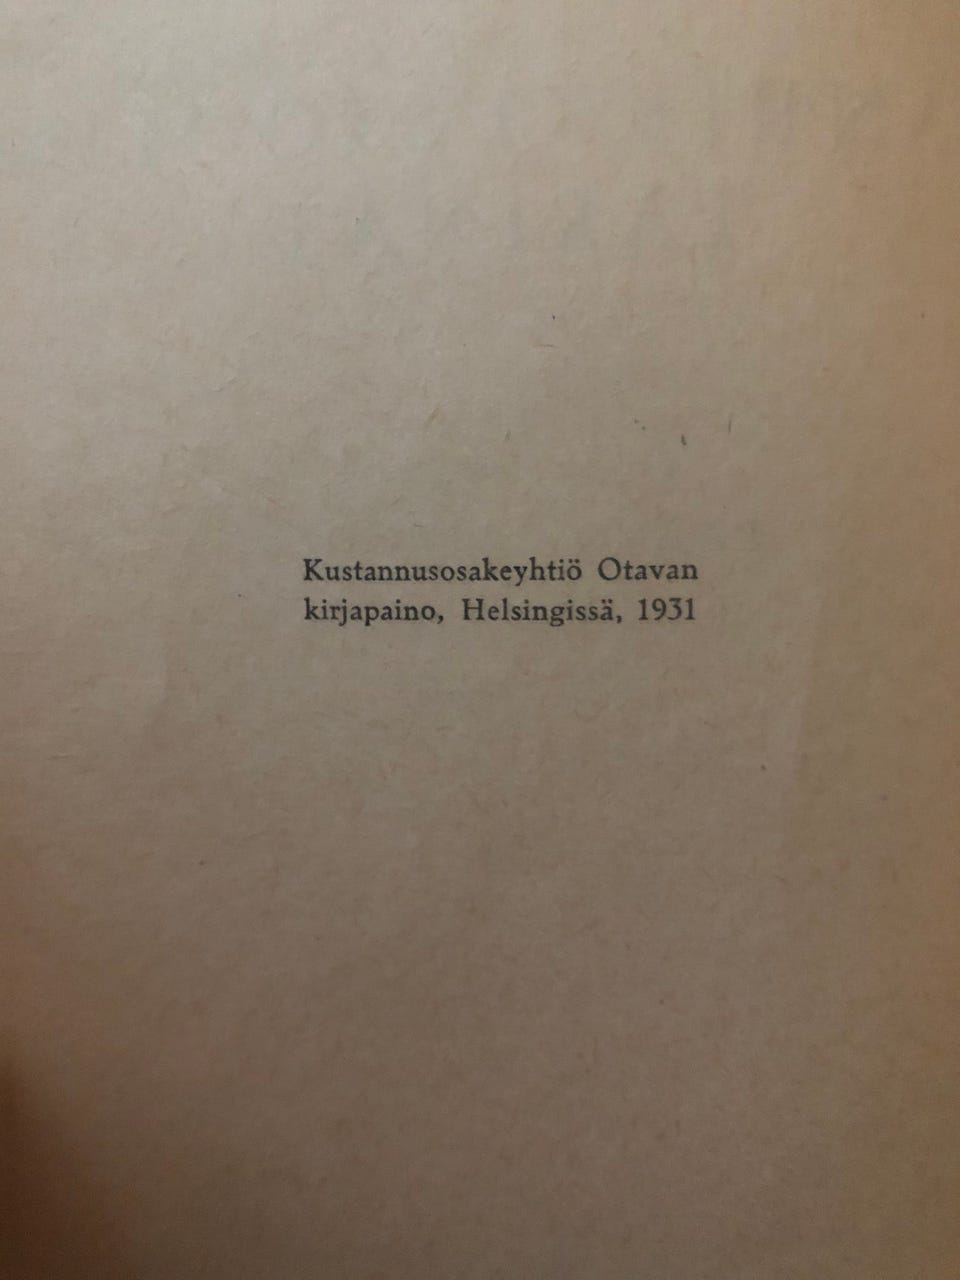 Kustannusosakeyhtiö Otavan
kirjapaino, Helsingissä, 1931